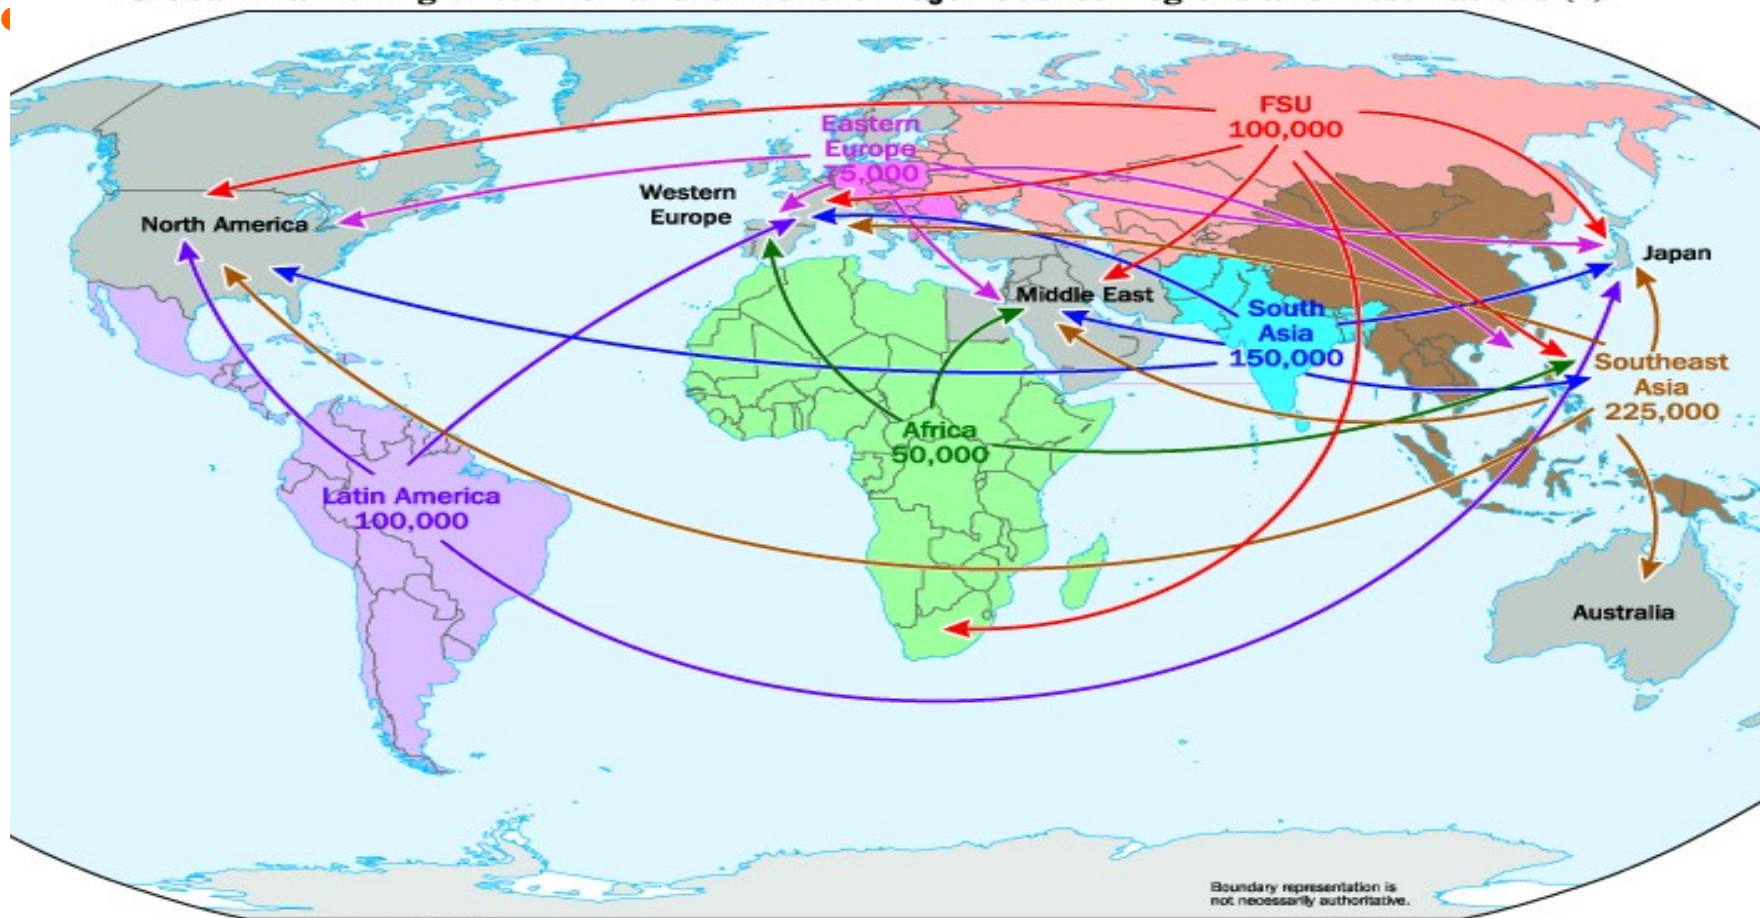 FSU
100,000
Eastern
Europe
75,000
Western
Europe
North America
Japan
Middle East
South
Asia
150,000
Southeast
Asia
225,000
Africa
50,000
Latin America
100,000
Australia
Boundary representation is
not necessarily authoritative.